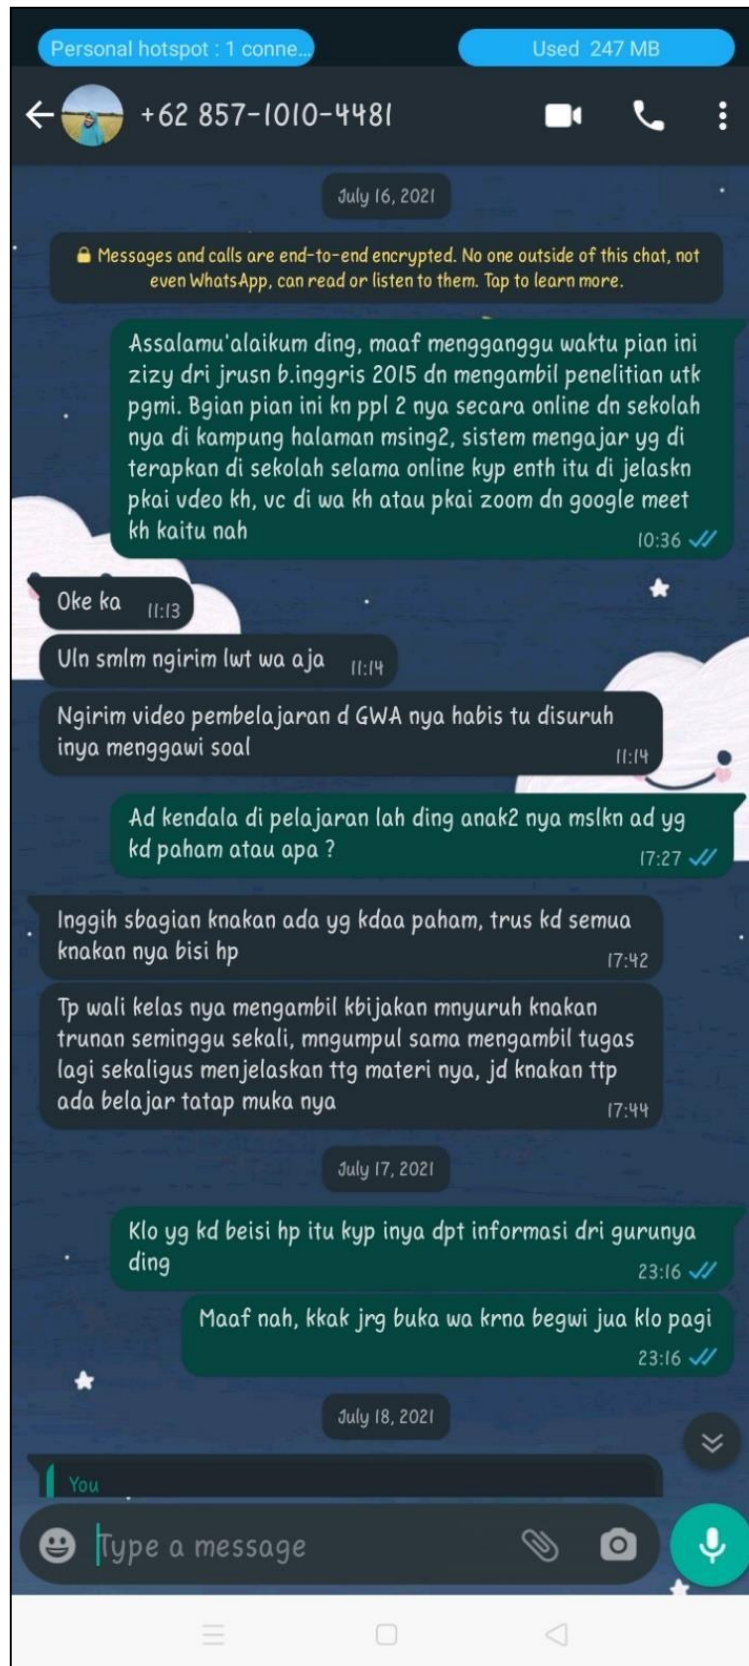 Personal hotspot : 1 conne...
Used 247 MB
+62 857-1010-4481
July 16, 2021
Messages and calls are end-to-end encrypted. No one outside of this chat, not
even WhatsApp, can read or listen to them. Tap to learn more.
Assalamu'alaikum ding, maaf mengganggu waktu pian ini
zizy dri jrusn b.inggris 2015 dn mengambil penelitian utk
pgmi. Bgian pian ini kn ppl 2 nya secara online dn sekolah
nya di kampung halaman msing2, sistem mengajar yg di
terapkan di sekolah selama online kyp enth itu di jelaskn
pkai vdeo kh, vc di wa kh atau pkai zoom dn google meet
kh kaitu nah
10:36
Oke ka
11:13
Uln smlm ngirim lwt wa aja
11:14
Ngirim video pembelajaran d GWA nya habis tu disuruh
inya menggawi soal
11:14
Ad kendala di pelajaran lah ding anak2 nya mslkn ad yg
kd paham atau apa ?
17:27
Inggih sbagian knakan ada yg kdaa paham, trus kd semua
knakan nya bisi hp
17:42
Tp wali kelas nya mengambil kbijakan mnyuruh knakan
trunan seminggu sekali, mngumpul sama mengambil tugas
lagi sekaligus menjelaskan ttg materi nya, jd knakan ttp
ada belajar tatap muka nya
17:44
July 17, 2021
Klo yg kd beisi hp itu kyp inya dpt informasi dri gurunya
ding
23:16
Maaf nah, kkak jrg buka wa krna begwi jua klo pagi
23:16
July 18, 2021
You
Type a message